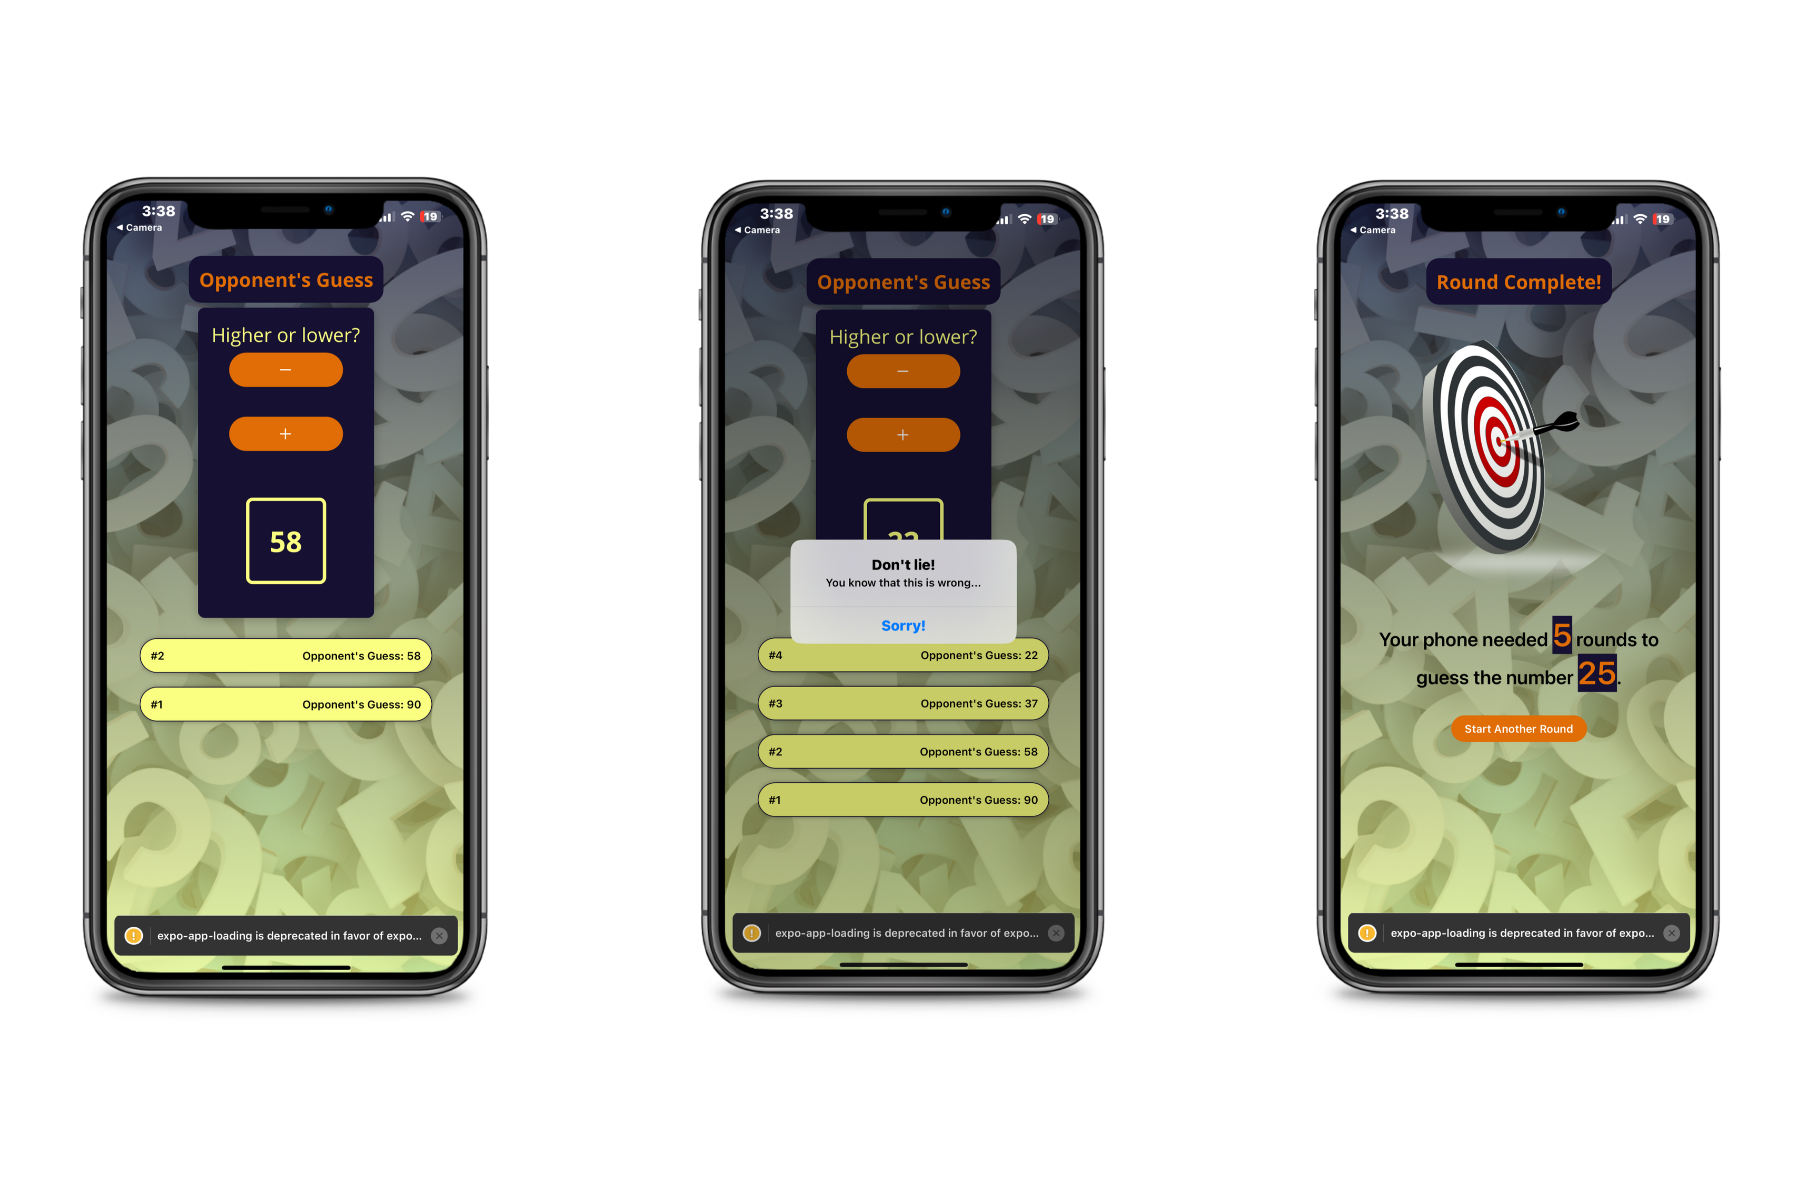 3:38
19
◀ Camera
Opponent's Guess
Higher or lower?
−
+
58
#2 Opponent's Guess: 58
#1 Opponent's Guess: 90
! expo-app-loading is deprecated in favor of expo...
3:38
19
◀ Camera
Opponent's Guess
Higher or lower?
−
+
22
Don't lie!
You know that this is wrong...
Sorry!
#4 Opponent's Guess: 22
#3 Opponent's Guess: 37
#2 Opponent's Guess: 58
#1 Opponent's Guess: 90
! expo-app-loading is deprecated in favor of expo...
3:38
19
◀ Camera
Round Complete!
Your phone needed 5 rounds to
guess the number 25.
Start Another Round
! expo-app-loading is deprecated in favor of expo...